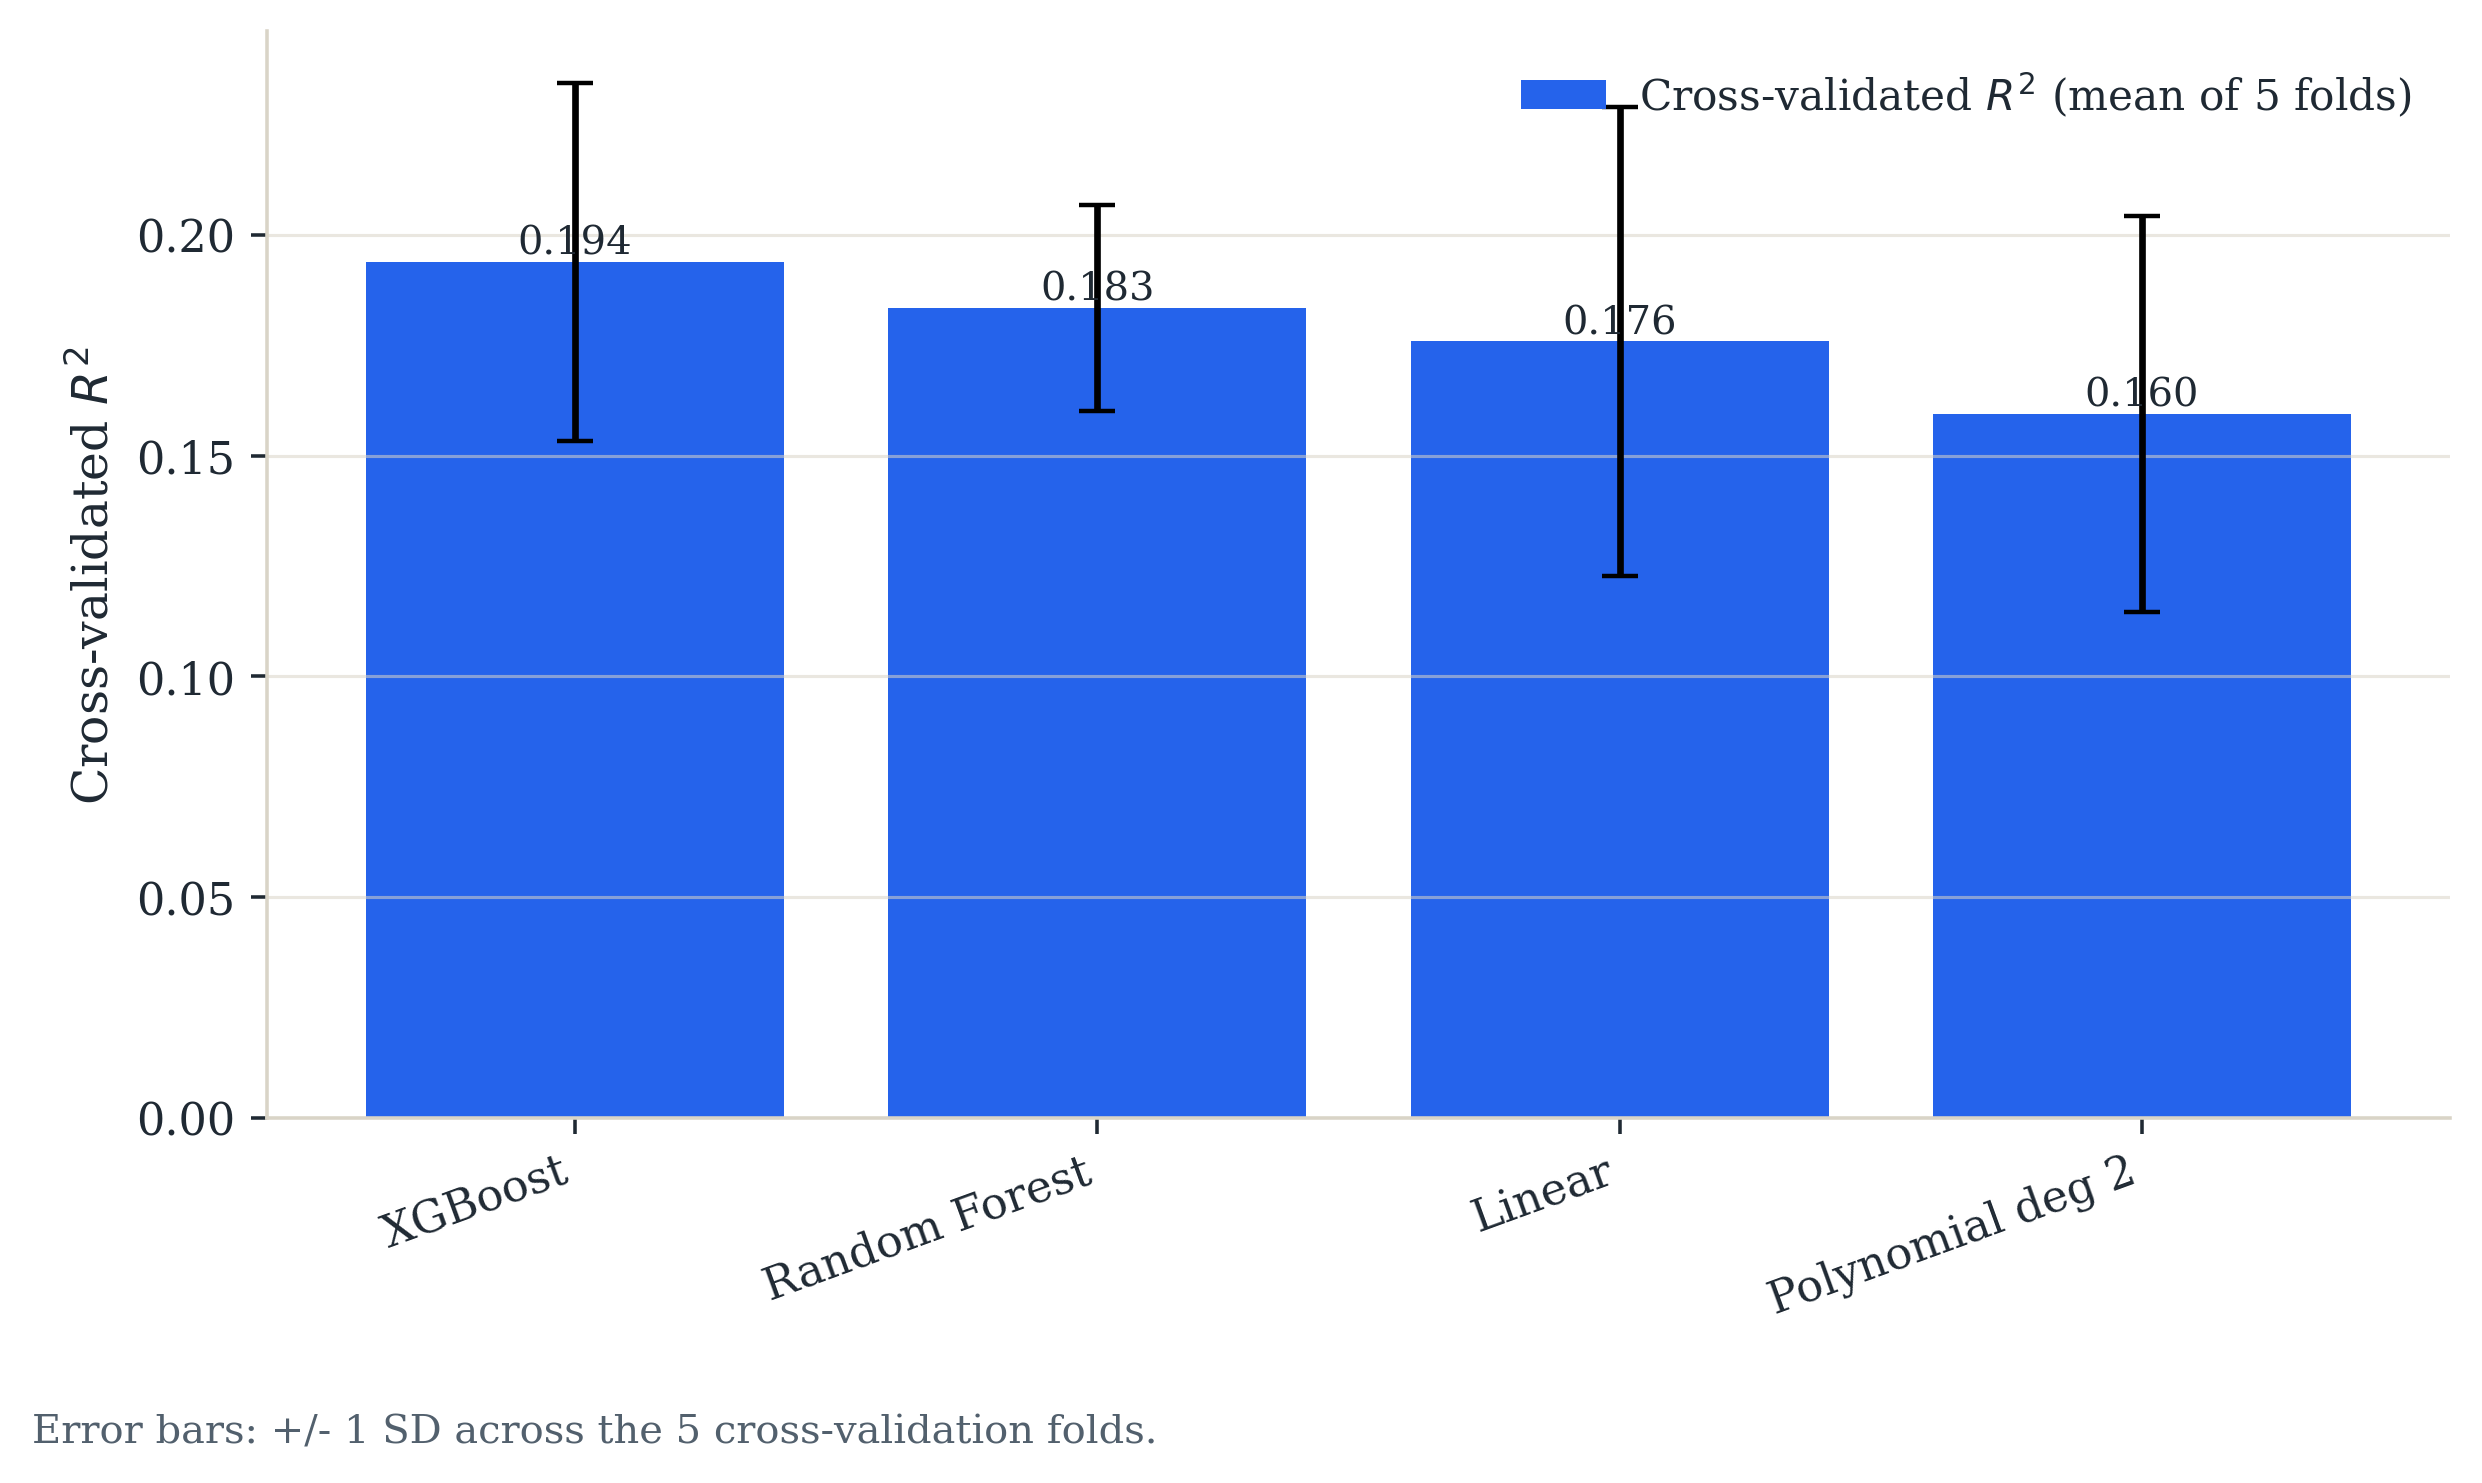 Cross-validated R² (mean of 5 folds)
Cross-validated R²
0.20
0.15
0.10
0.05
0.00
0.194
0.183
0.176
0.160
XGBoost
Random Forest
Linear
Polynomial deg 2
Error bars: +/- 1 SD across the 5 cross-validation folds.